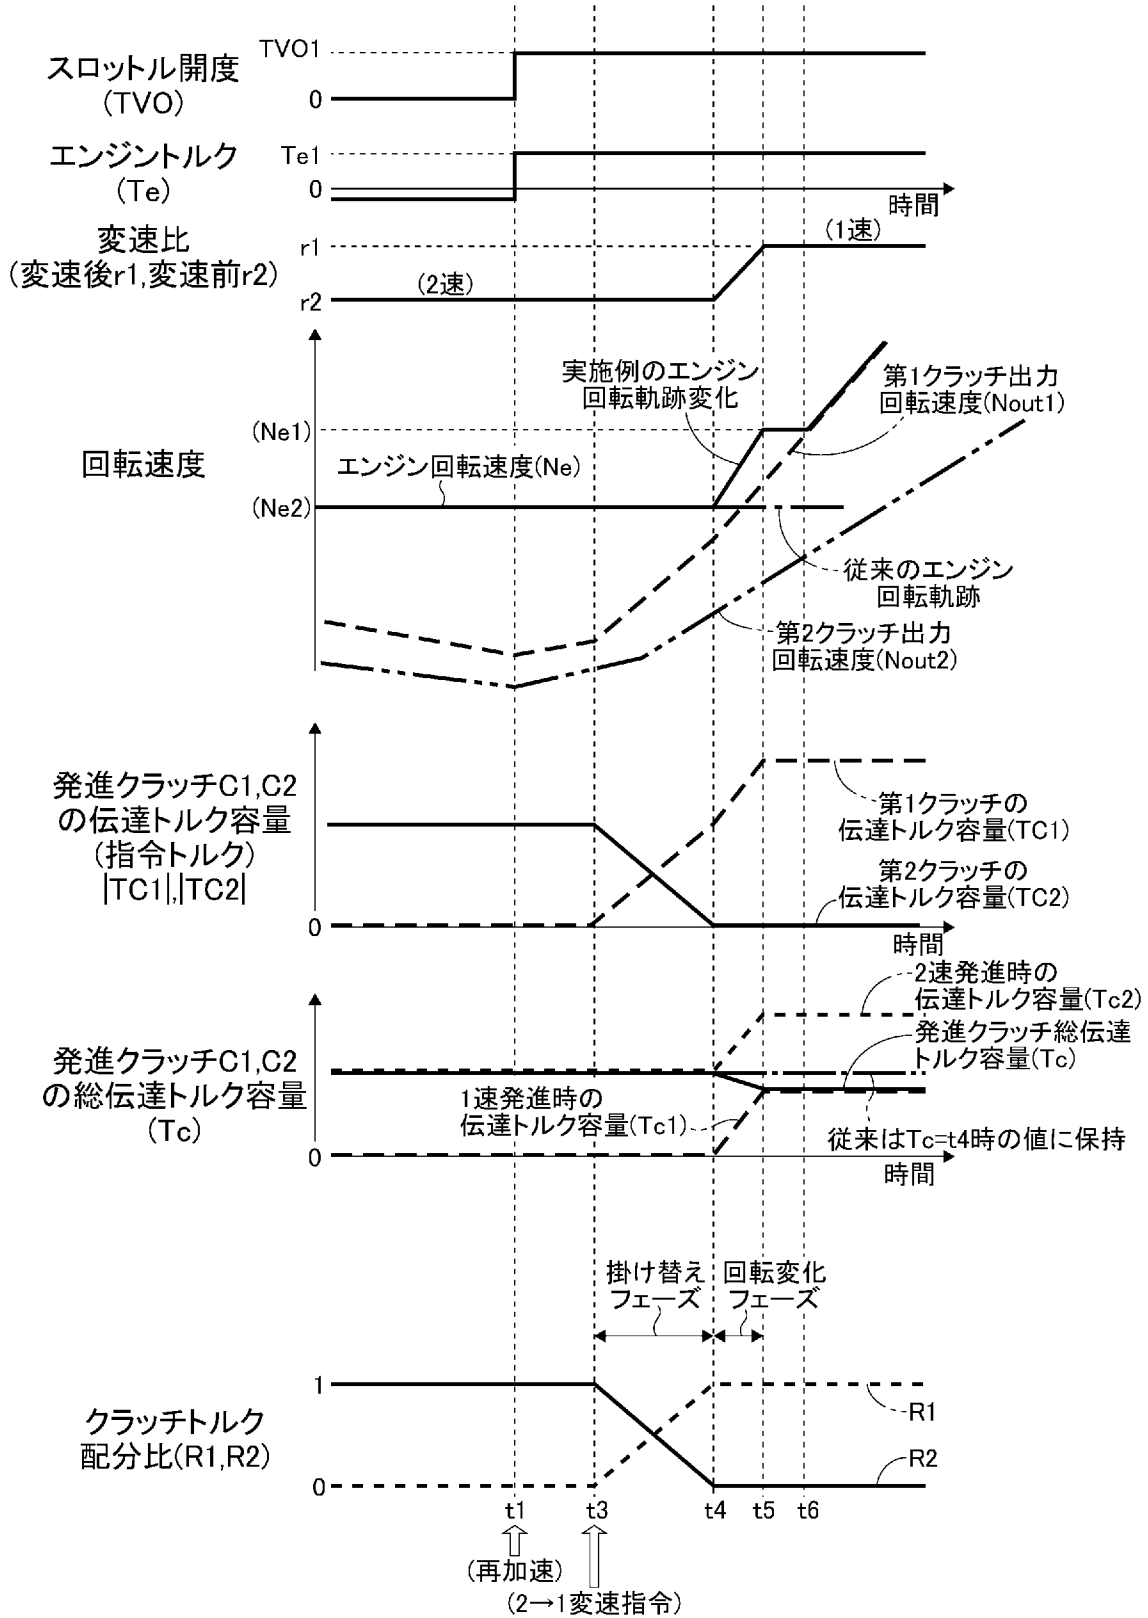 スロットル開度
(TVO)
TVO1
0
エンジントルク
(Te)
Te1
0
時間
変速比
(変速後r1,変速前r2)
r1
r2
(2速)
(1速)
回転速度
(Ne1)
(Ne2)
エンジン回転速度(Ne)
実施例のエンジン
回転軌跡変化
第1クラッチ出力
回転速度(Nout1)
従来のエンジン
回転軌跡
第2クラッチ出力
回転速度(Nout2)
発進クラッチC1,C2
の伝達トルク容量
(指令トルク)
|TC1|,|TC2|
0
第1クラッチの
伝達トルク容量(TC1)
第2クラッチの
伝達トルク容量(TC2)
時間
発進クラッチC1,C2
の総伝達トルク容量
(Tc)
0
2速発進時の
伝達トルク容量(Tc2)
発進クラッチ総伝達
トルク容量(Tc)
1速発進時の
伝達トルク容量(Tc1)
従来はTc=t4時の値に保持
時間
掛け替え
フェーズ
回転変化
フェーズ
クラッチトルク
配分比(R1,R2)
1
0
R1
R2
t1
t3
t4
t5
t6
(再加速)
(2→1変速指令)